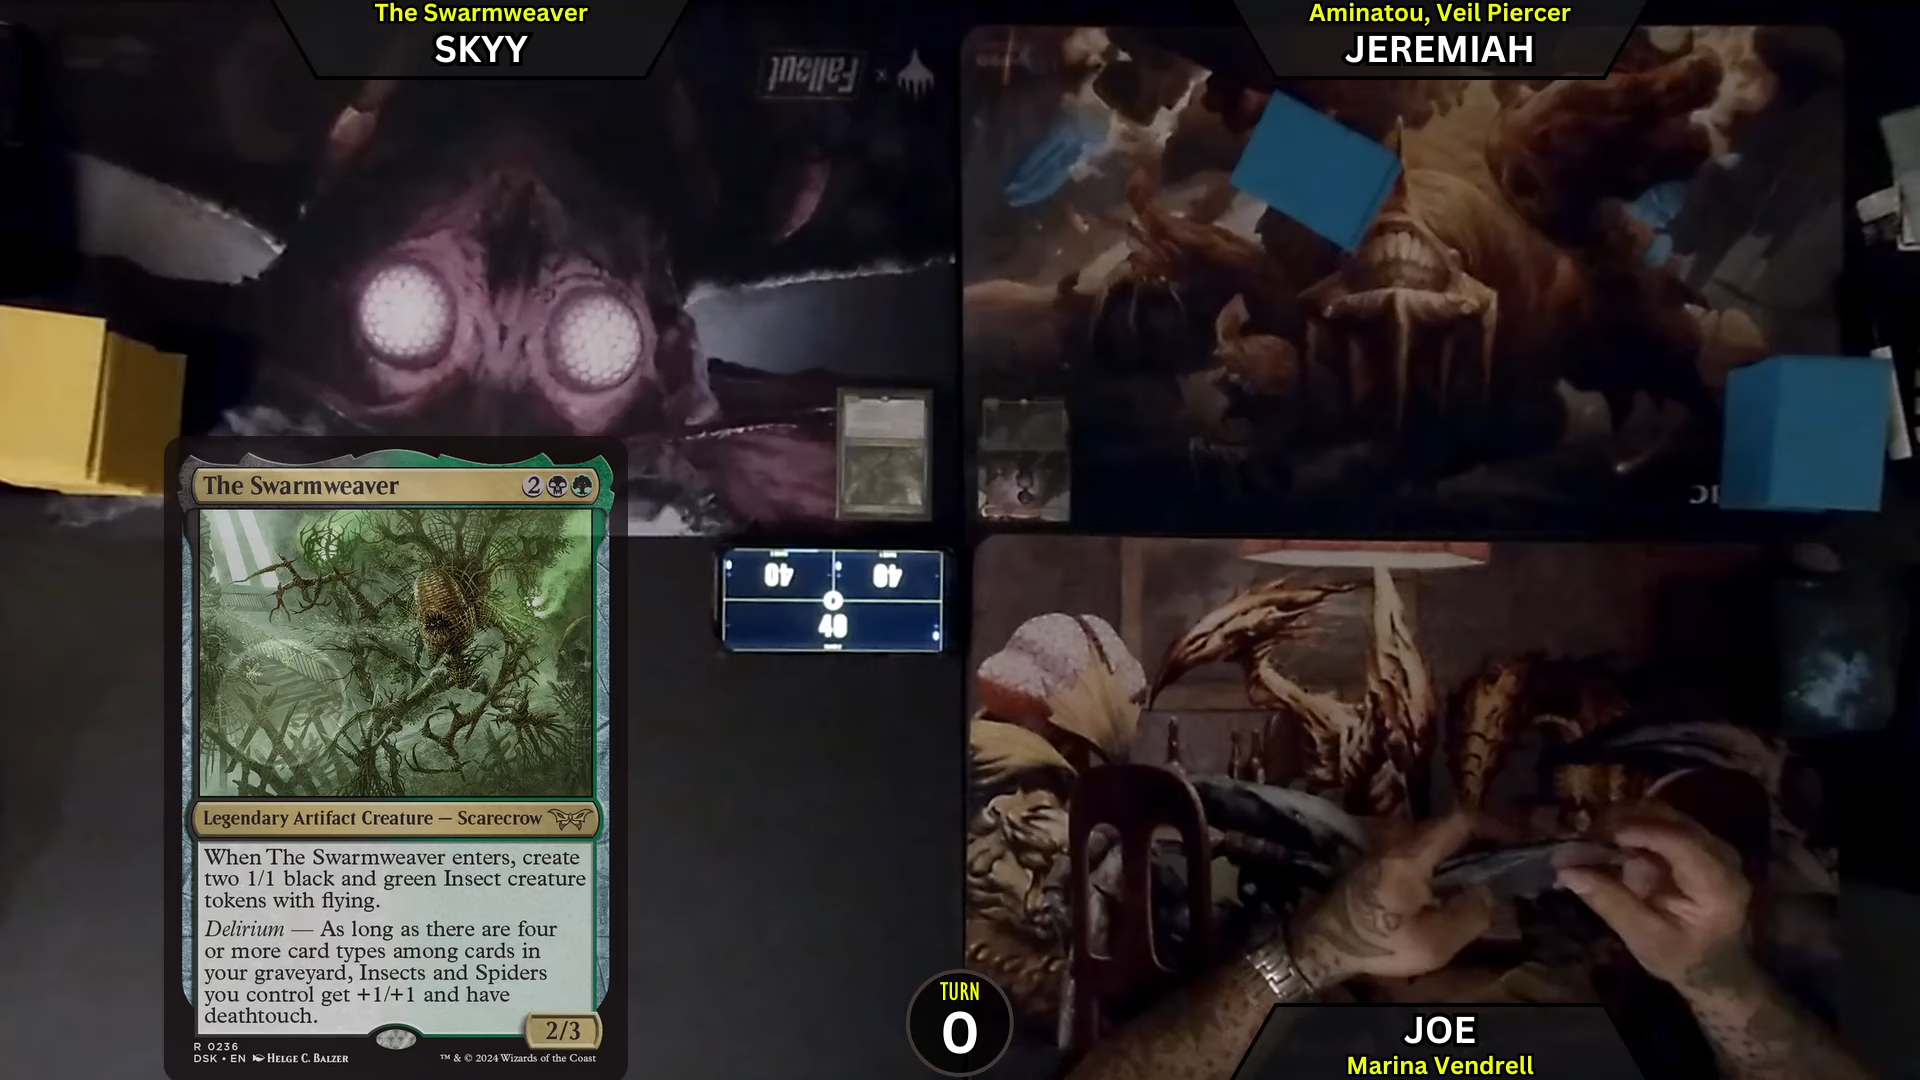 The Swarmweaver
SKYY
Aminatou, Veil Piercer
JEREMIAH
Fallout
40
40
40
The Swarmweaver
2
Legendary Artifact Creature — Scarecrow
When The Swarmweaver enters, create
two 1/1 black and green Insect creature
tokens with flying.
Delirium — As long as there are four
or more card types among cards in
your graveyard, Insects and Spiders
you control get +1/+1 and have
deathtouch.
2/3
R 0236
DSK • EN HELGE C. BALZER
™ & © 2024 Wizards of the Coast
TURN
0
JOE
Marina Vendrell